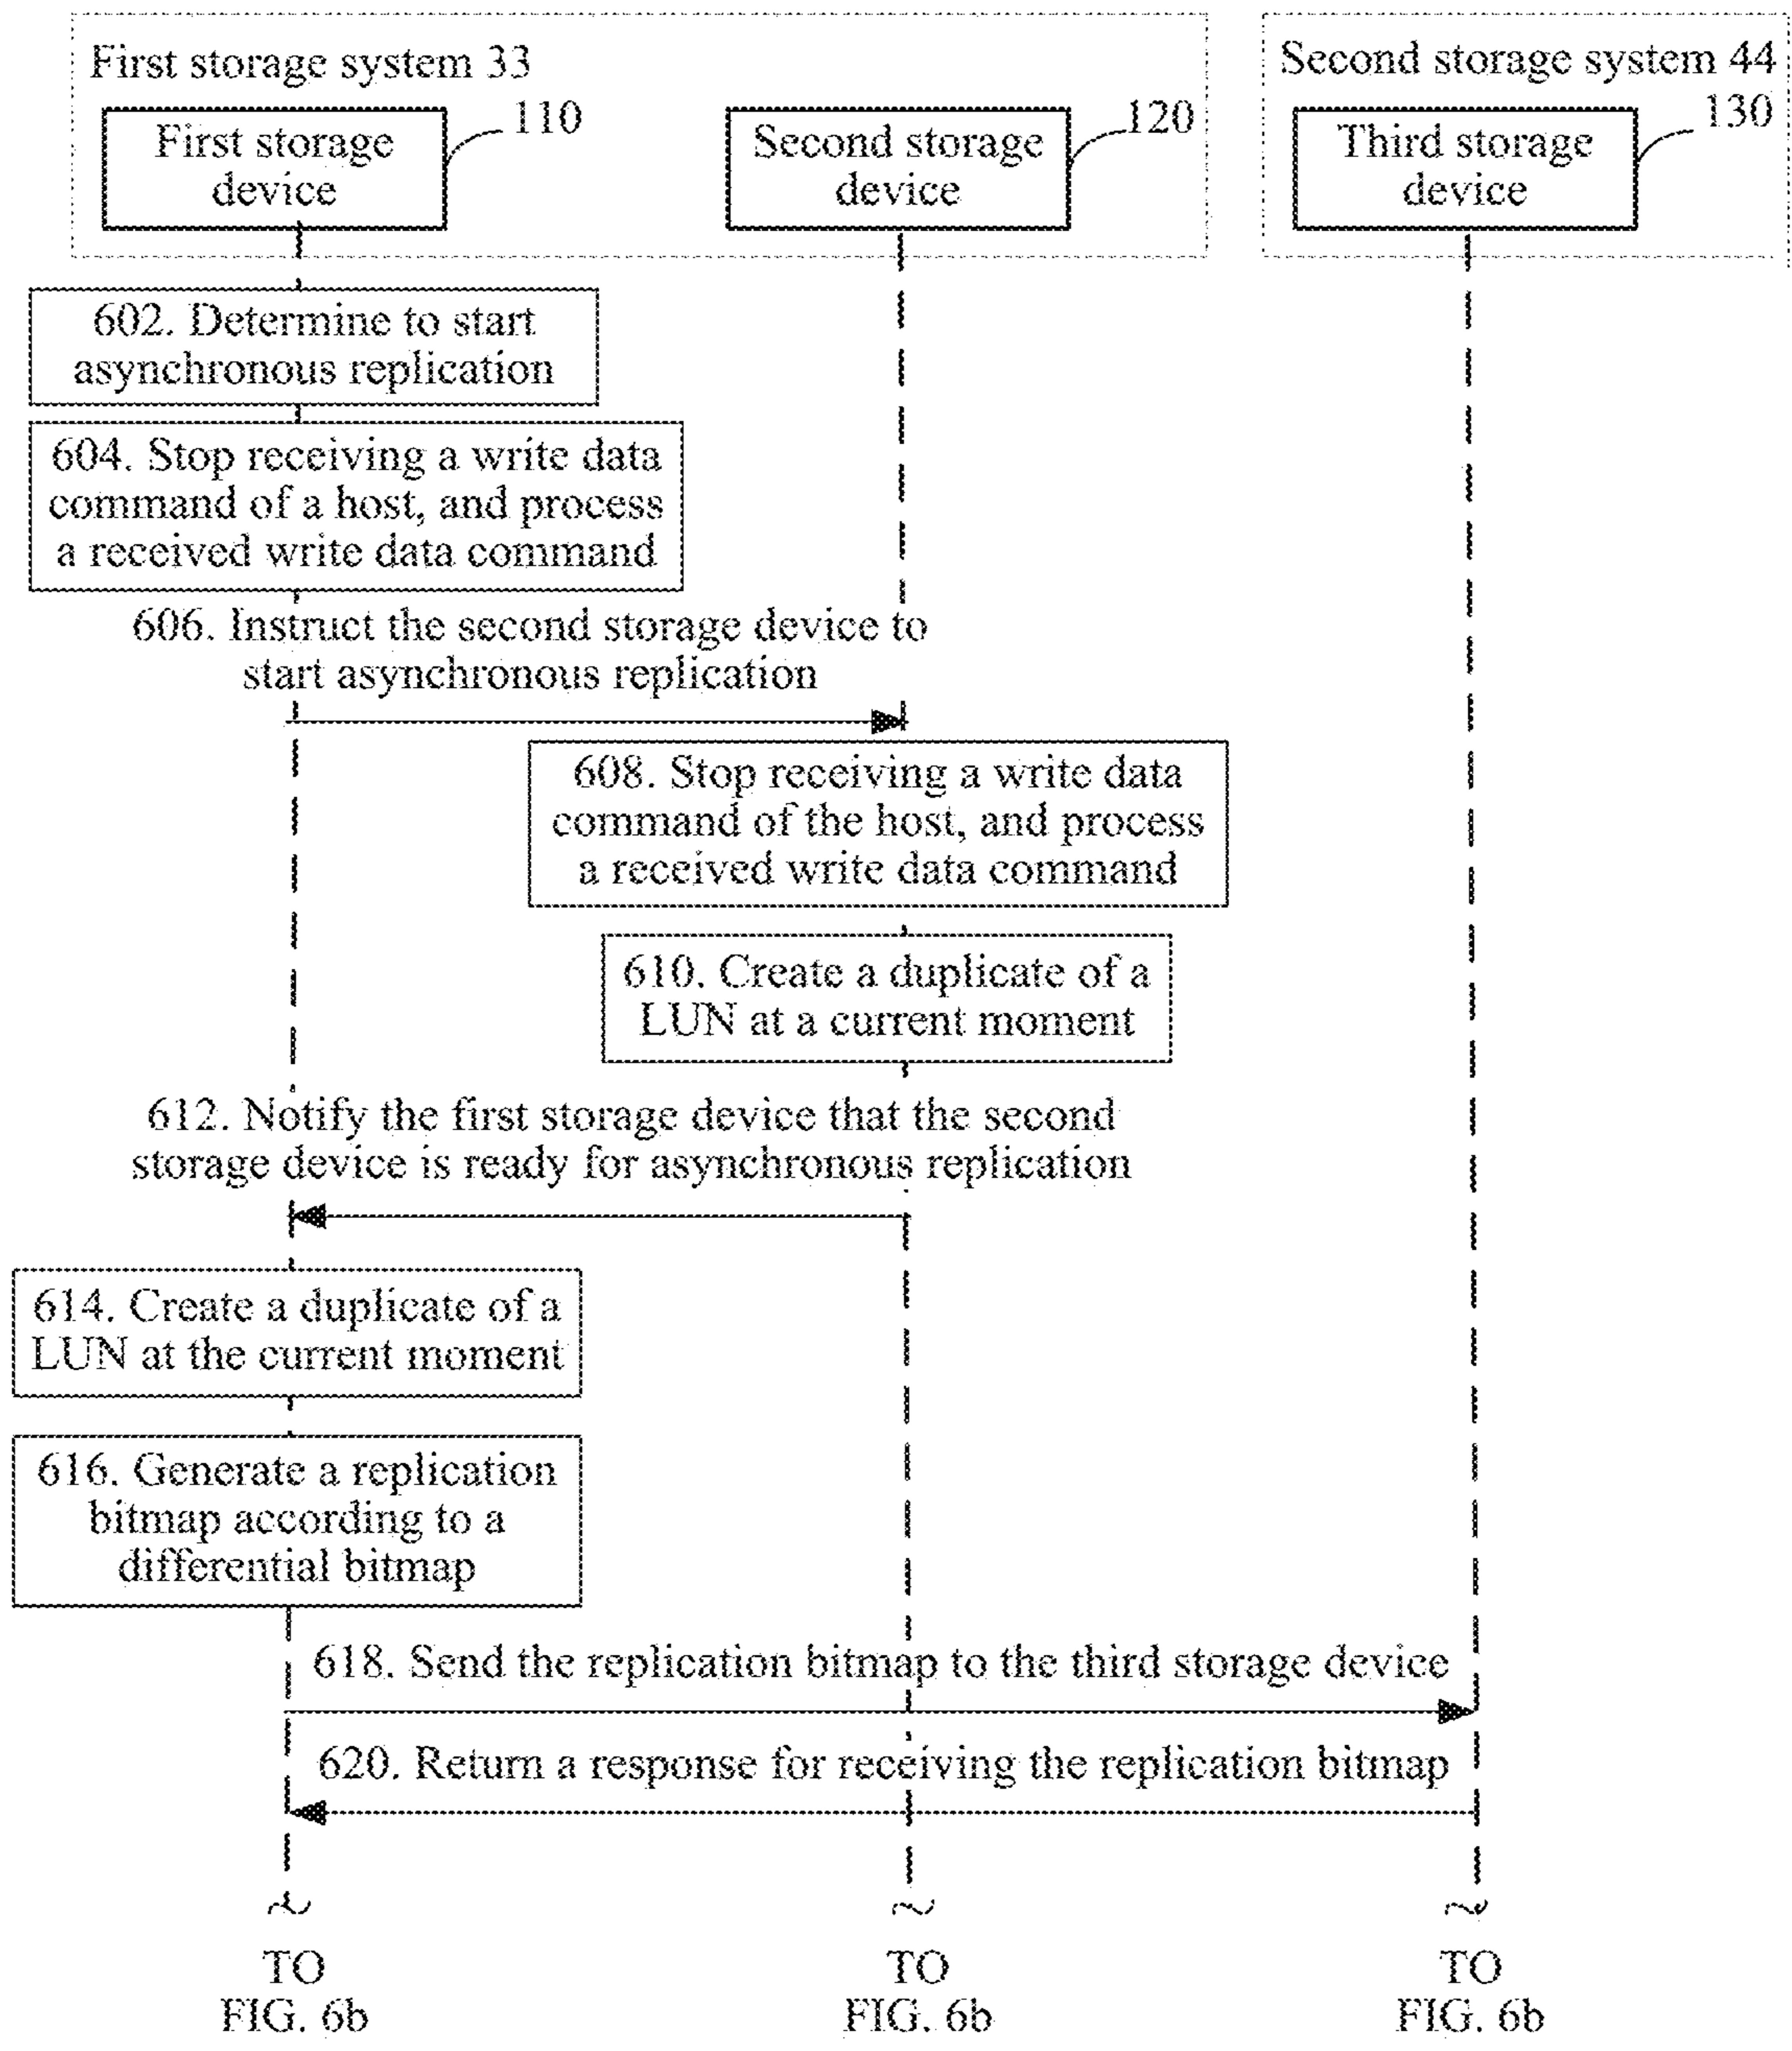 First storage system 33
Second storage system 44
First storage
device
110
Second storage
device
120
Third storage
device
130
602. Determine to start
asynchronous replication
604. Stop receiving a write data
command of a host, and process
a received write data command
606. Instruct the second storage device to
start asynchronous replication
608. Stop receiving a write data
command of the host, and process
a received write data command
610. Create a duplicate of a
LUN at a current moment
612. Notify the first storage device that the second
storage device is ready for asynchronous replication
614. Create a duplicate of a
LUN at the current moment
616. Generate a replication
bitmap according to a
differential bitmap
618. Send the replication bitmap to the third storage device
620. Return a response for receiving the replication bitmap
TO
FIG. 6b
TO
FIG. 6b
TO
FIG. 6b